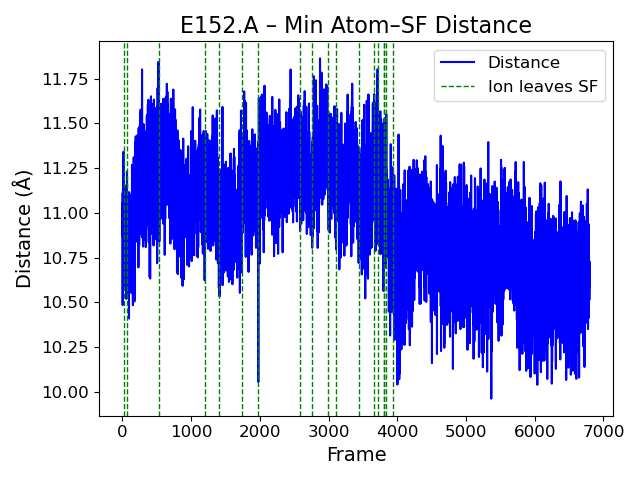 E152.A – Min Atom–SF Distance
Distance (Å)
11.75
11.50
11.25
11.00
10.75
10.50
10.25
10.00
Distance
Ion leaves SF
0 1000 2000 3000 4000 5000 6000 7000
Frame